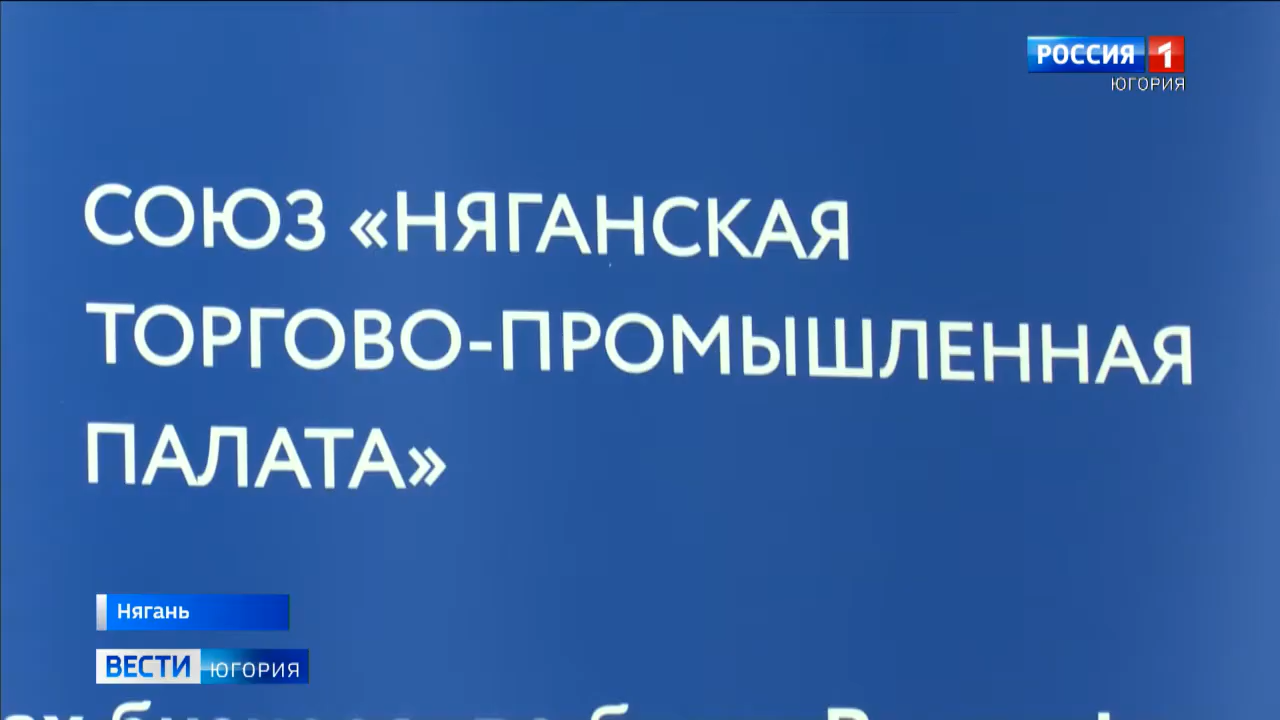 РОССИЯ 1
ЮГОРИЯ
СОЮЗ «НЯГАНСКАЯ
ТОРГОВО-ПРОМЫШЛЕННАЯ
ПАЛАТА»
Нягань
ВЕСТИ ЮГОРИЯ